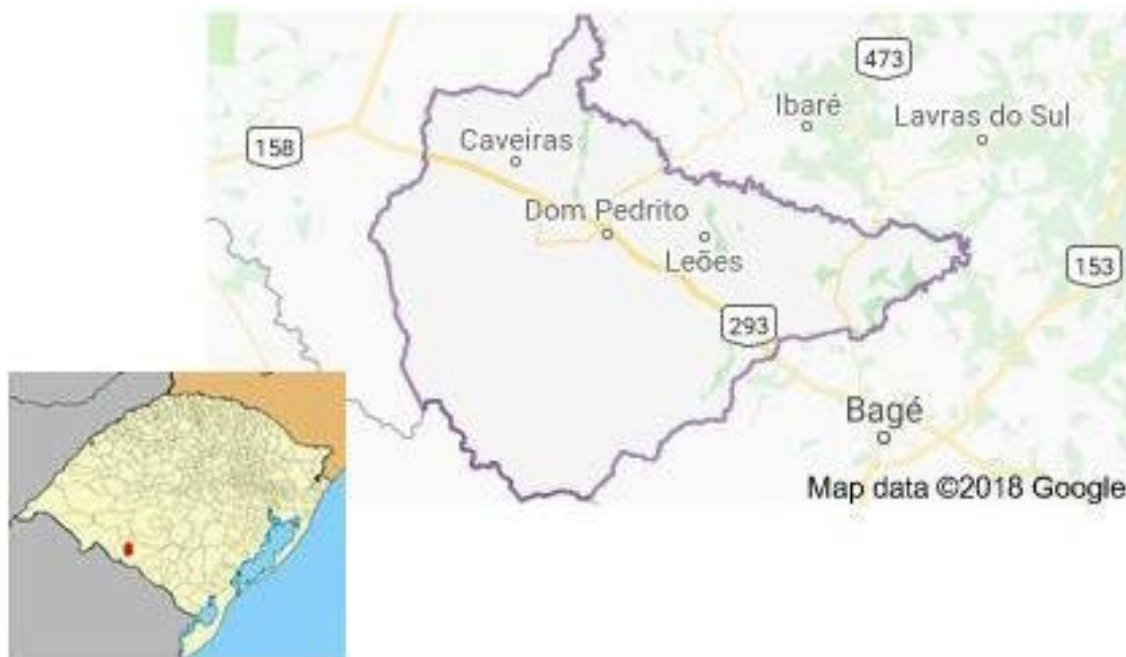 473
Ibaré
Lavras do Sul
158
Caveiras
Dom Pedrito
Leões
153
293
Bagé
Map data ©2018 Google